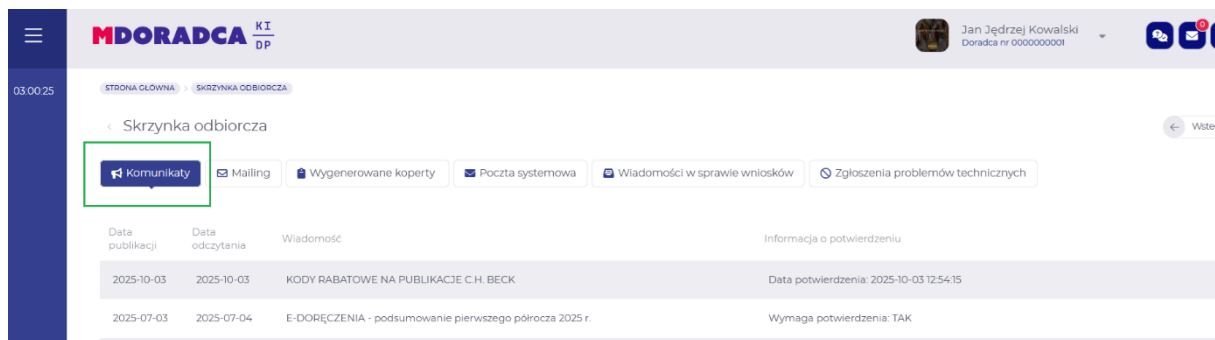 MDORADCA KI DP
Jan Jędrzej Kowalski
Doradca nr 0000000001
0
03:00:25
STRONA GŁÓWNA > SKRZYNKA ODBIORCZA
Skrzynka odbiorcza
Wste
Komunikaty Mailing Wygenerowane koperty Poczta systemowa Wiadomości w sprawie wniosków Zgłoszenia problemów technicznych
Data publikacji Data odczytania Wiadomość Informacja o potwierdzeniu
2025-10-03 2025-10-03 KODY RABATOWE NA PUBLIKACJE C.H. BECK Data potwierdzenia: 2025-10-03 12:54:15
2025-07-03 2025-07-04 E-DORĘCZENIA - podsumowanie pierwszego półrocza 2025 r. Wymaga potwierdzenia: TAK